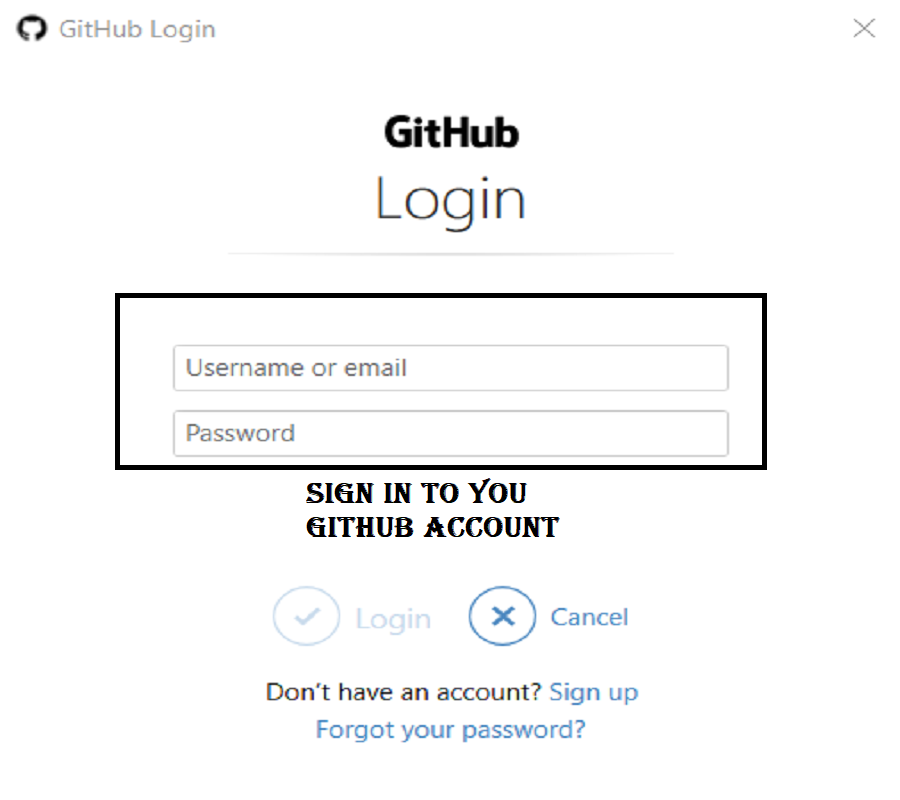 GitHub Login
GitHub
Login
Username or email
Password
SIGN IN TO YOU
GITHUB ACCOUNT
Login Cancel
Don't have an account? Sign up
Forgot your password?